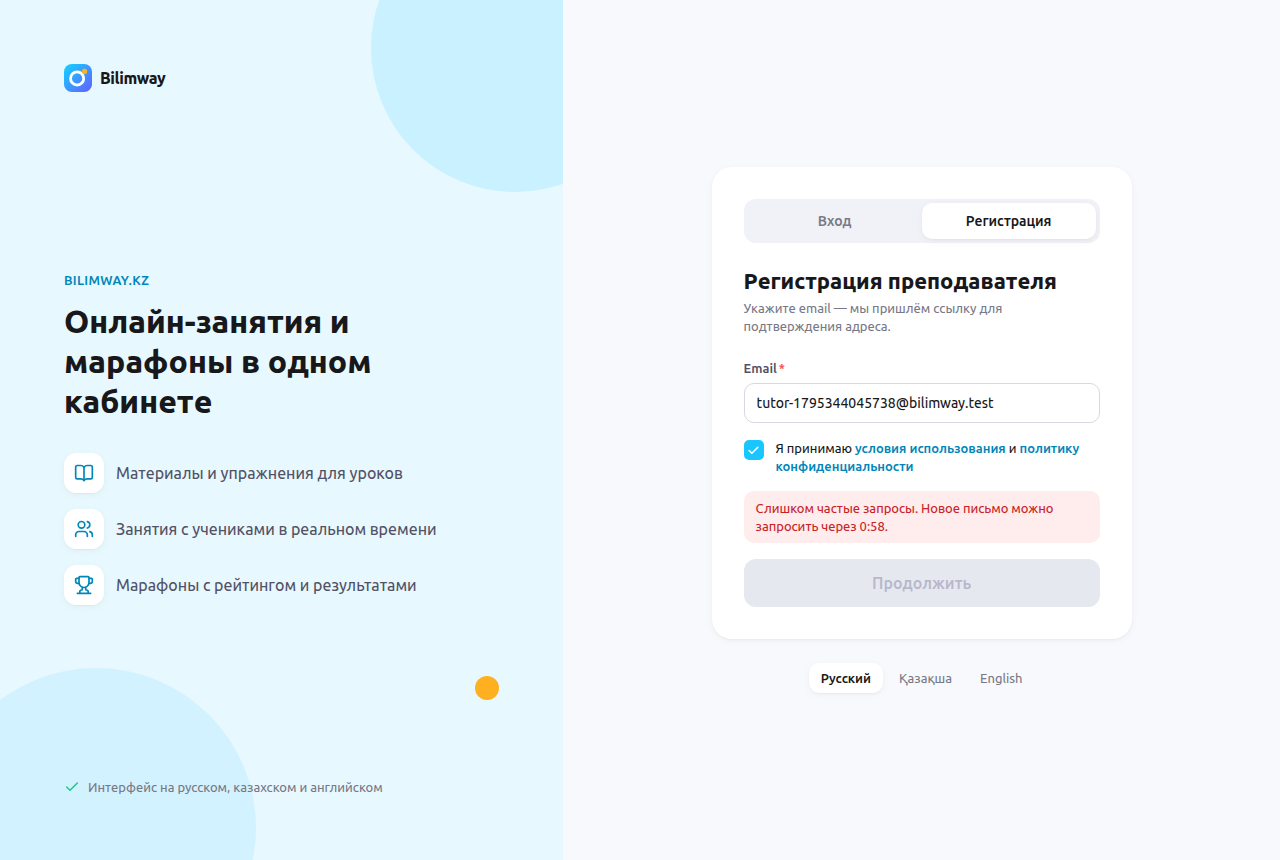 Bilimway
BILIMWAY.KZ
Онлайн-занятия и
марафоны в одном
кабинете
Материалы и упражнения для уроков
Занятия с учениками в реальном времени
Марафоны с рейтингом и результатами
Интерфейс на русском, казахском и английском
Вход
Регистрация
Регистрация преподавателя
Укажите email — мы пришлём ссылку для
подтверждения адреса.
Email *
tutor-1795344045738@bilimway.test
Я принимаю условия использования и политику
конфиденциальности
Слишком частые запросы. Новое письмо можно
запросить через 0:58.
Продолжить
Русский
Қазақша
English